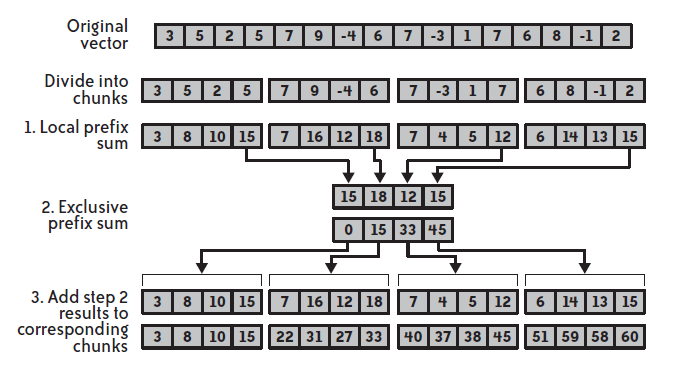 Original
vector
3 5 2 5 7 9 -4 6 7 -3 1 7 6 8 -1 2
Divide into
chunks
3 5 2 5 7 9 -4 6 7 -3 1 7 6 8 -1 2
1. Local prefix
sum
3 8 10 15 7 16 12 18 7 4 5 12 6 14 13 15
15 18 12 15
2. Exclusive
prefix sum
0 15 33 45
3. Add step 2
results to
corresponding
chunks
3 8 10 15 7 16 12 18 7 4 5 12 6 14 13 15
3 8 10 15 22 31 27 33 40 37 38 45 51 59 58 60